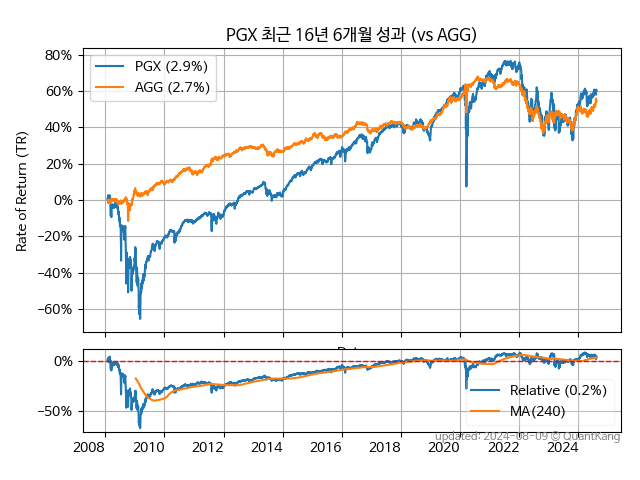 PGX 최근 16년 6개월 성과 (vs AGG)
Rate of Return (TR)
80%
60%
40%
20%
0%
−20%
−40%
−60%
PGX (2.9%)
AGG (2.7%)
0%
−50%
Relative (0.2%)
MA(240)
2008 2010 2012 2014 2016 2018 2020 2022 2024
updated: 2024-08-09 © QuantKang